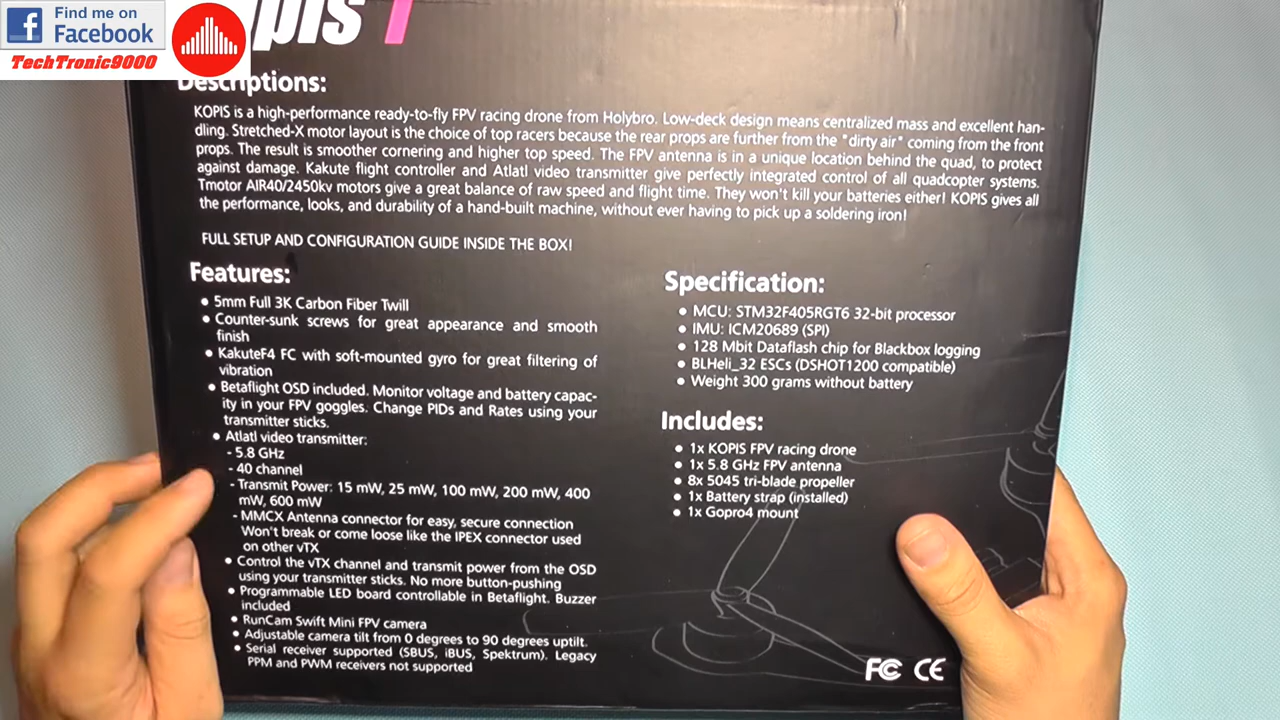 Find me on
Facebook
TechTronic9000
pis 1
Descriptions:
KOPIS is a high-performance ready-to-fly FPV racing drone from Holybro. Low-deck design means centralized mass and excellent han-
dling. Stretched-X motor layout is the choice of top racers because the rear props are further from the "dirty air" coming from the front
props. The result is smoother cornering and higher top speed. The FPV antenna is in a unique location behind the quad, to protect
against damage. Kakute flight controller and Atlatl video transmitter give perfectly integrated control of all quadcopter systems.
Tmotor AIR40/2450kv motors give a great balance of raw speed and flight time. They won't kill your batteries either! KOPIS gives all
the performance, looks, and durability of a hand-built machine, without ever having to pick up a soldering iron!
FULL SETUP AND CONFIGURATION GUIDE INSIDE THE BOX!
Features:
● 5mm Full 3K Carbon Fiber Twill
● Counter-sunk screws for great appearance and smooth
finish
● KakuteF4 FC with soft-mounted gyro for great filtering of
vibration
● Betaflight OSD included. Monitor voltage and battery capac-
ity in your FPV goggles. Change PIDs and Rates using your
transmitter sticks.
● Atlatl video transmitter:
- 5.8 GHz
- 40 channel
- Transmit Power: 15 mW, 25 mW, 100 mW, 200 mW, 400
mW, 600 mW
- MMCX Antenna connector for easy, secure connection
Won't break or come loose like the IPEX connector used
on other vTX
● Control the vTX channel and transmit power from the OSD
using your transmitter sticks. No more button-pushing
● Programmable LED board controllable in Betaflight. Buzzer
included
● RunCam Swift Mini FPV camera
● Adjustable camera tilt from 0 degrees to 90 degrees uptilt.
● Serial receiver supported (SBUS, iBUS, Spektrum). Legacy
PPM and PWM receivers not supported
Specification:
● MCU: STM32F405RGT6 32-bit processor
● IMU: ICM20689 (SPI)
● 128 Mbit Dataflash chip for Blackbox logging
● BLHeli_32 ESCs (DSHOT1200 compatible)
● Weight 300 grams without battery
Includes:
● 1x KOPIS FPV racing drone
● 1x 5.8 GHz FPV antenna
● 8x 5045 tri-blade propeller
● 1x Battery strap (installed)
● 1x Gopro4 mount
FC CE